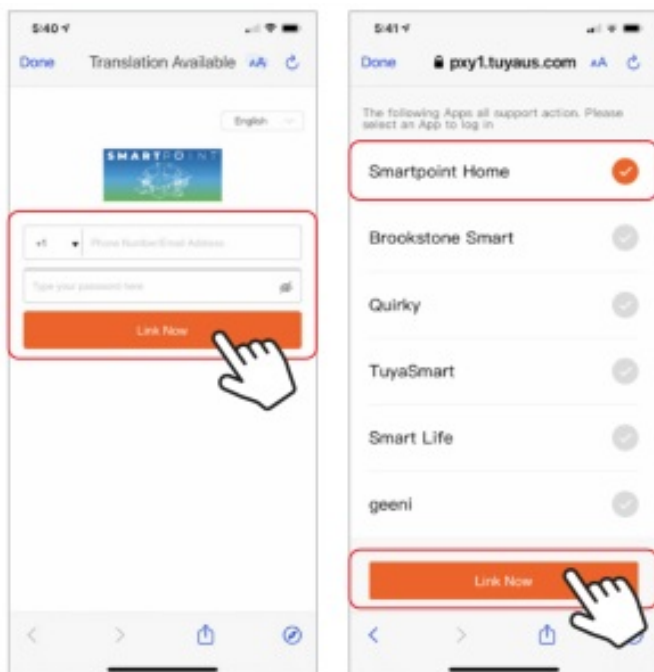 5:40
Done Translation Available AA
English
SMARTPOINT
+1 Phone Number/Email Address
Type your password here
Link Now
5:41
Done pxy1.tuyaus.com AA
The following Apps all support action. Please
select an App to log in
Smartpoint Home
Brookstone Smart
Quirky
TuyaSmart
Smart Life
geeni
Link Now